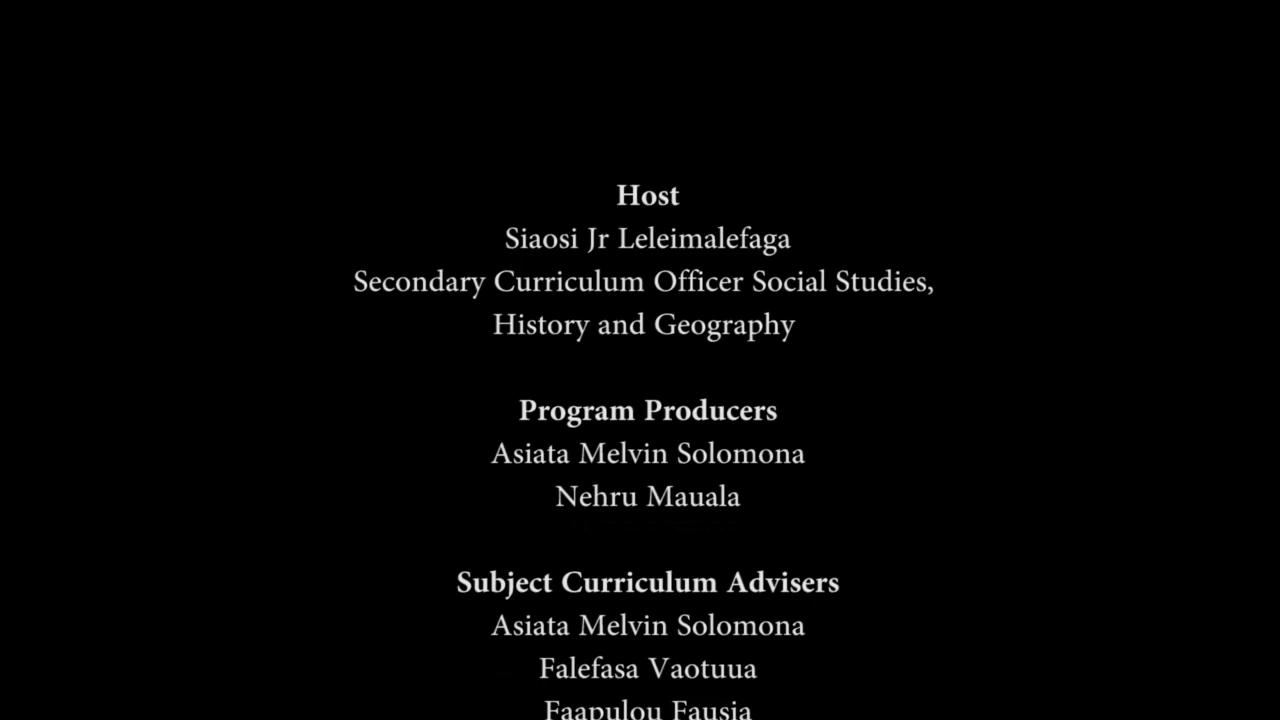 Host
Siaosi Jr Leleimalefaga
Secondary Curriculum Officer Social Studies,
History and Geography
Program Producers
Asiata Melvin Solomona
Nehru Mauala
Subject Curriculum Advisers
Asiata Melvin Solomona
Falefasa Vaotuua
Faapulou Fausia